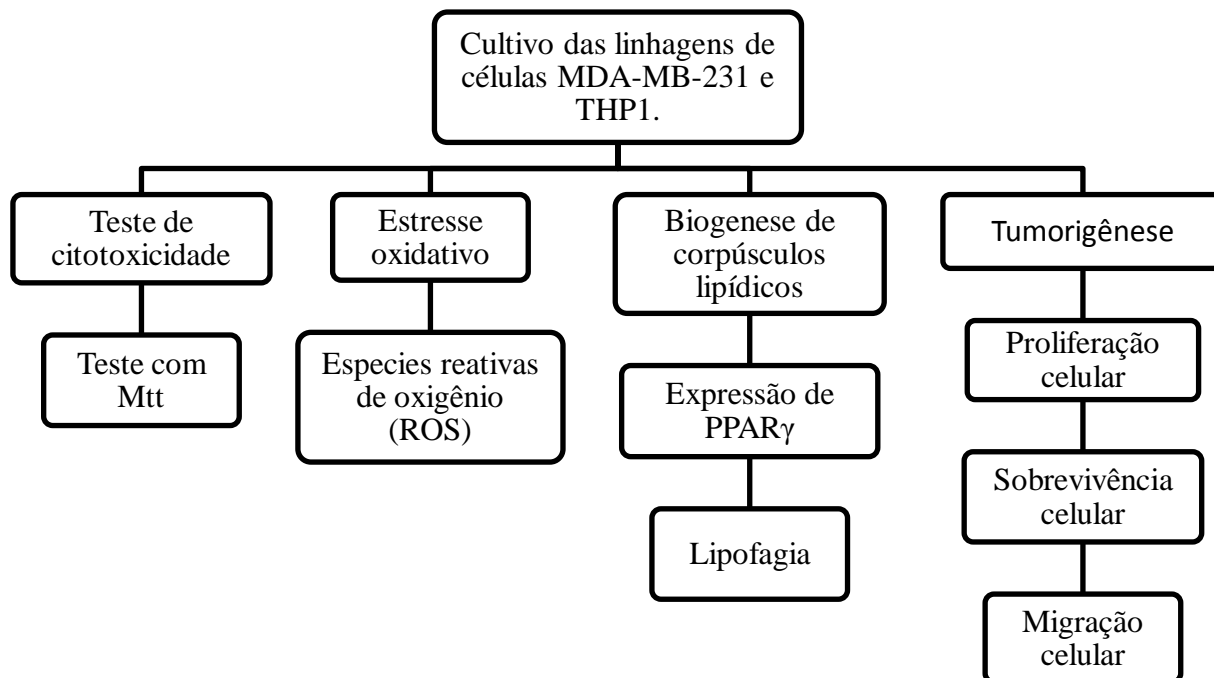 Cultivo das linhagens de
células MDA-MB-231 e
THP1.
Teste de
citotoxicidade
Teste com
Mtt
Estresse
oxidativo
Especies reativas
de oxigênio
(ROS)
Biogenese de
corpúsculos
lipídicos
Expressão de
PPARγ
Lipofagia
Tumorigênese
Proliferação
celular
Sobrevivência
celular
Migração
celular